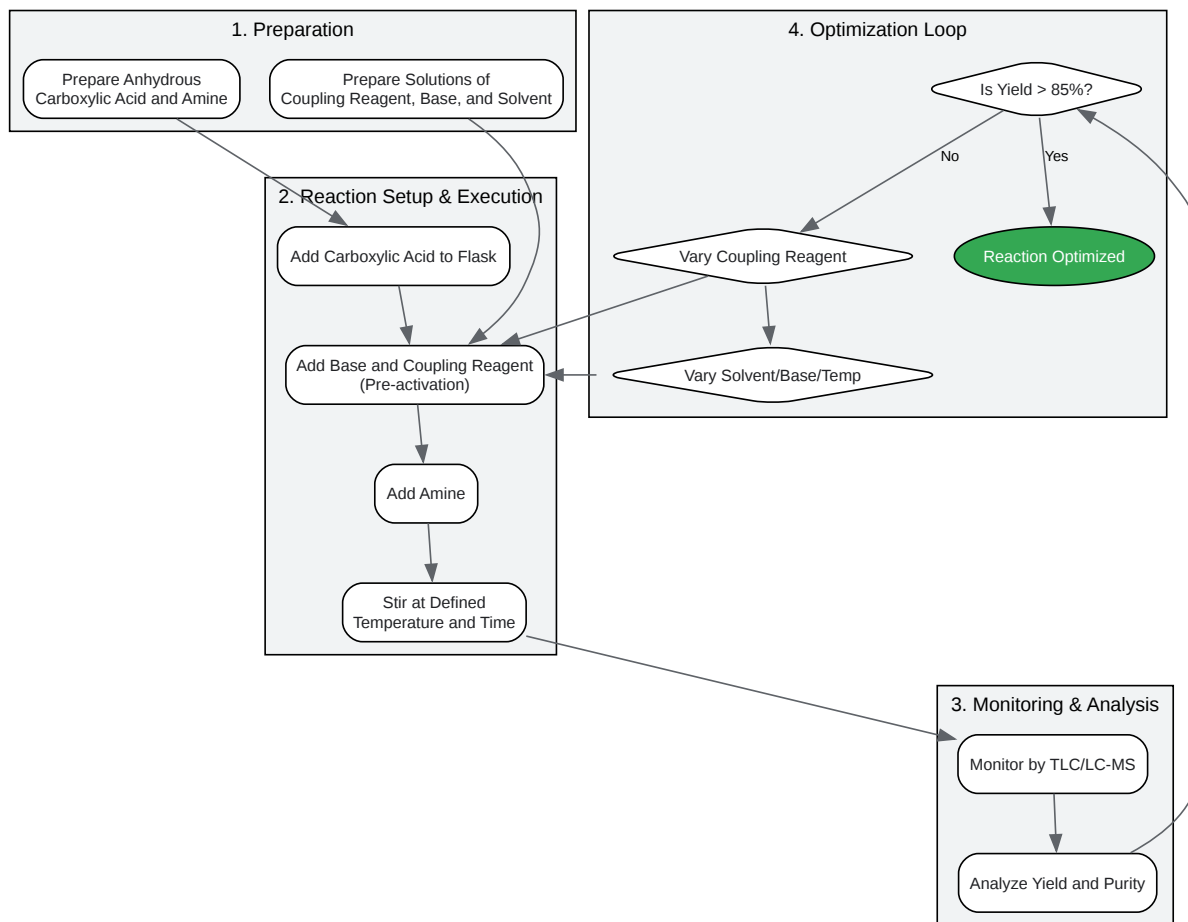 1. Preparation
Prepare Anhydrous
Carboxylic Acid and Amine
Prepare Solutions of
Coupling Reagent, Base, and Solvent
2. Reaction Setup & Execution
Add Carboxylic Acid to Flask
Add Base and Coupling Reagent
(Pre-activation)
Add Amine
Stir at Defined
Temperature and Time
3. Monitoring & Analysis
Monitor by TLC/LC-MS
Analyze Yield and Purity
4. Optimization Loop
Is Yield > 85%?
No
Yes
Vary Coupling Reagent
Reaction Optimized
Vary Solvent/Base/Temp